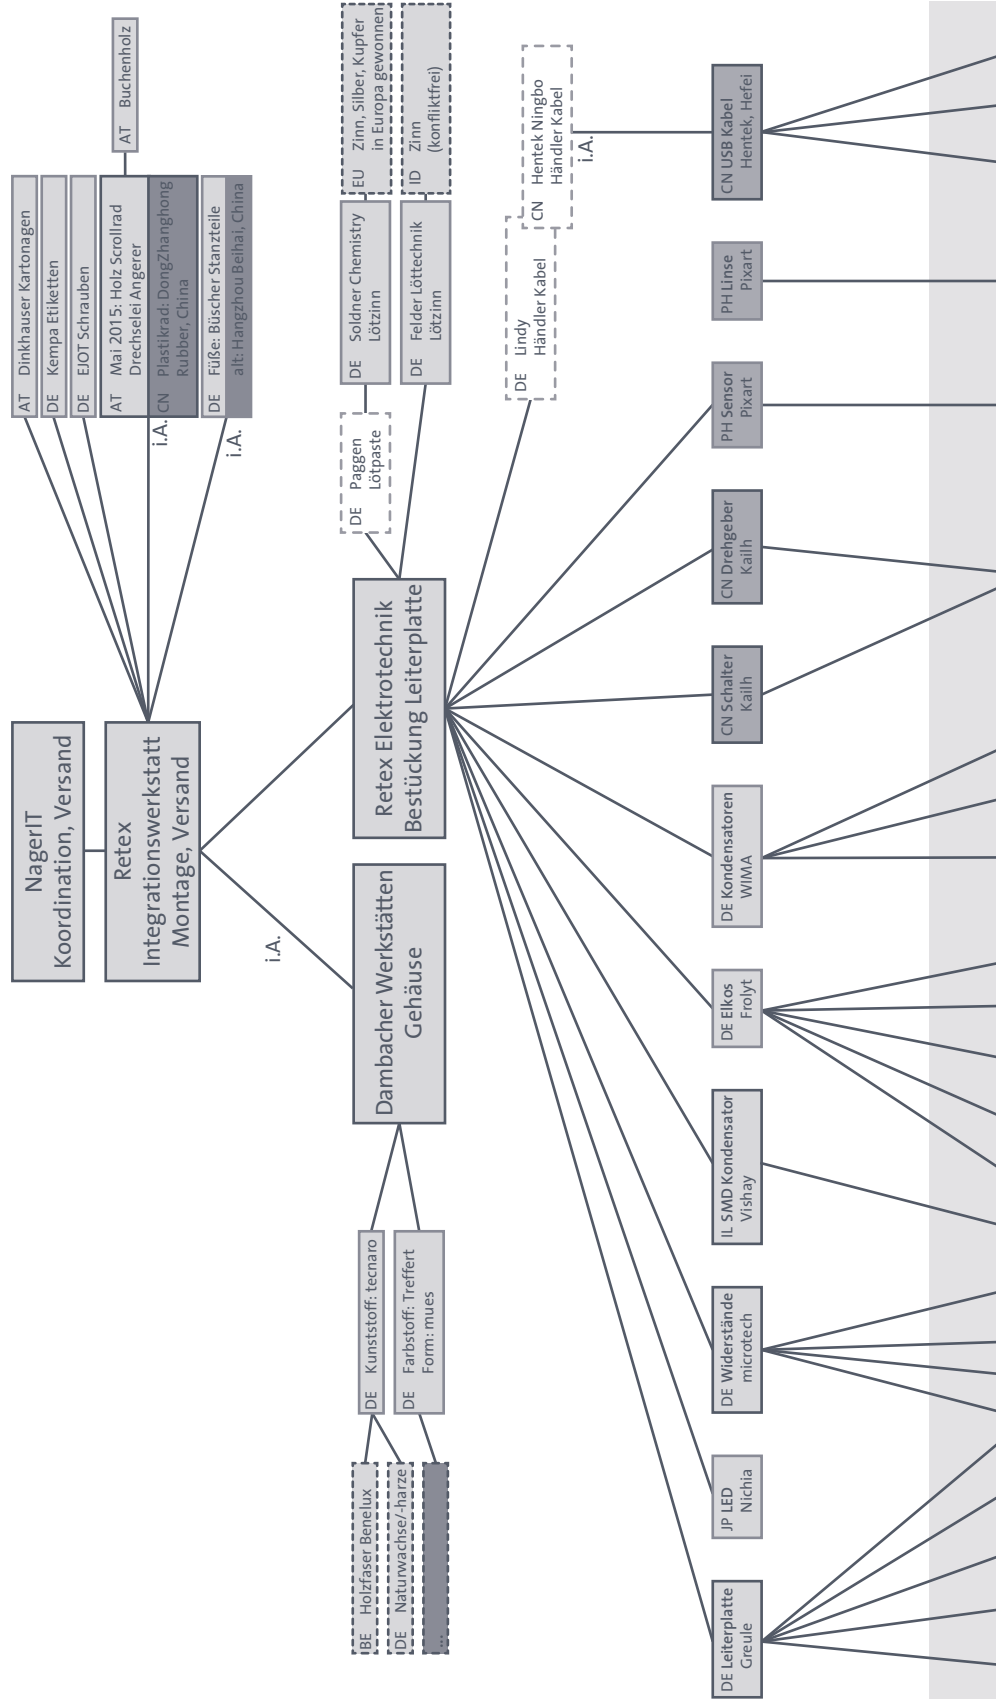 NagerIT
Koordination, Versand
Retex
Integrationswerkstatt
Montage, Versand
AT Dinkhauser Kartonagen
DE Kempa Etiketten
DE EJOT Schrauben
AT Mai 2015: Holz Scrollrad
Drechselei Angerer
CN Plastikrad: DongZhanghong
Rubber, China
DE Füße: Büscher Stanzteile
alt: Hangzhou Beihai, China
AT Buchenholz
i.A.
i.A.
i.A.
Dambacher Werkstätten
Gehäuse
Retex Elektrotechnik
Bestückung Leiterplatte
DE Kunststoff: tecnaro
DE Farbstoff: Treffert
Form: mues
BE Holzfaser Benelux
DE Naturwachse/-harze
...
DE Paggen
Lötpaste
DE Soldner Chemistry
Lötzinn
EU Zinn, Silber, Kupfer
in Europa gewonnen
DE Felder Löttechnik
Lötzinn
ID Zinn
(konfliktfrei)
DE Lindy
Händler Kabel
CN Hentek Ningbo
Händler Kabel
i.A.
DE Leiterplatte
Greule
JP LED
Nichia
DE Widerstände
microtech
IL SMD Kondensator
Vishay
DE Elkos
Frolyt
DE Kondensatoren
WIMA
CN Schalter
Kailh
CN Drehgeber
Kailh
PH Sensor
Pixart
PH Linse
Pixart
CN USB Kabel
Hentek, Hefei